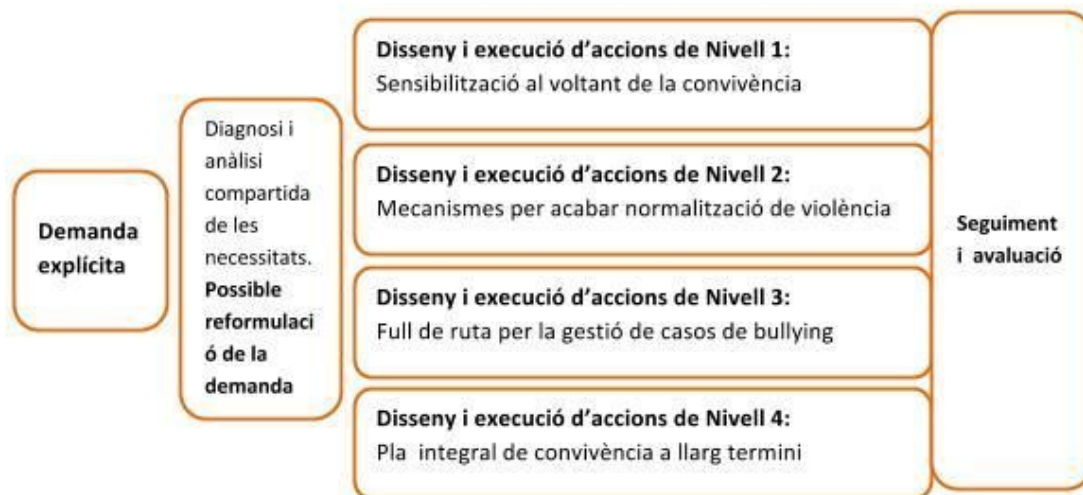 Demanda
explícita
Diagnosi i
anàlisi
compartida
de les
necessitats.
Possible
reformulaci
ó de la
demanda
Disseny i execució d’accions de Nivell 1:
Sensibilització al voltant de la convivència
Disseny i execució d’accions de Nivell 2:
Mecanismes per acabar normalització de violència
Disseny i execució d’accions de Nivell 3:
Full de ruta per la gestió de casos de bullying
Disseny i execució d’accions de Nivell 4:
Pla integral de convivència a llarg termini
Seguiment
i avaluació